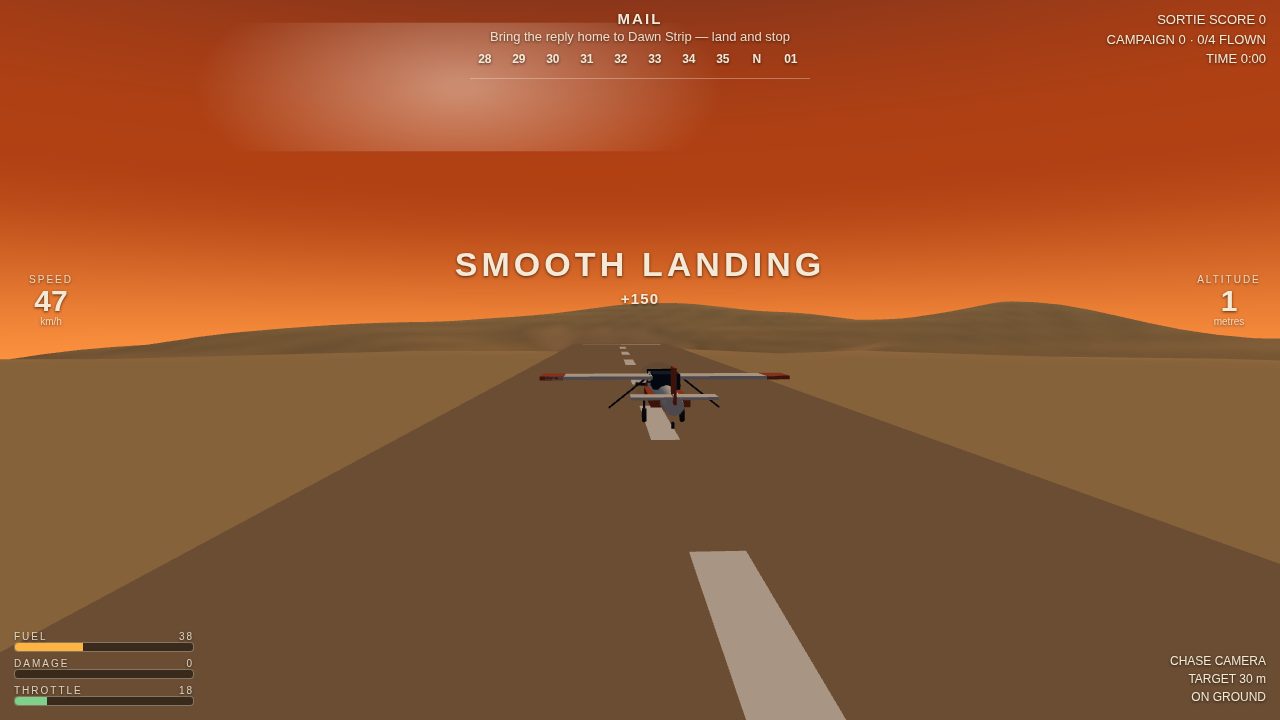 MAIL
Bring the reply home to Dawn Strip — land and stop
28 29 30 31 32 33 34 35 N 01
SORTIE SCORE 0
CAMPAIGN 0 · 0/4 FLOWN
TIME 0:00
SMOOTH LANDING
+150
SPEED
47
km/h
ALTITUDE
1
metres
FUEL 38
DAMAGE 0
THROTTLE 18
CHASE CAMERA
TARGET 30 m
ON GROUND